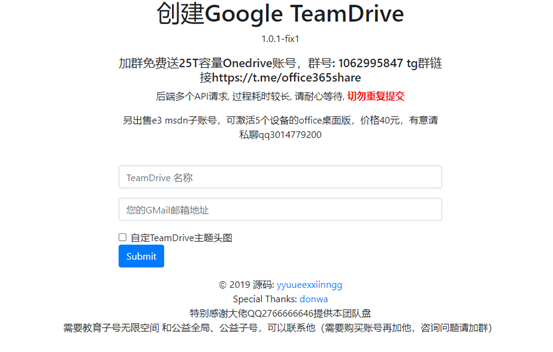 创建Google TeamDrive
1.0.1-fix1
加群免费送25T容量Onedrive账号，群号: 1062995847 tg群链
接https://t.me/office365share
后端多个API请求, 过程耗时较长, 请耐心等待, 切勿重复提交
另出售e3 msdn子账号，可激活5个设备的office桌面版，价格40元，有意请
私聊qq3014779200
TeamDrive 名称
您的GMail邮箱地址
自定TeamDrive主题头图
Submit
© 2019 源码: yyuueexxiinngg
Special Thanks: donwa
特别感谢大佬QQ2766666646提供本团队盘
需要教育子号无限空间 和公益全局、公益子号，可以联系他（需要购买账号再加他，咨询问题请加群）